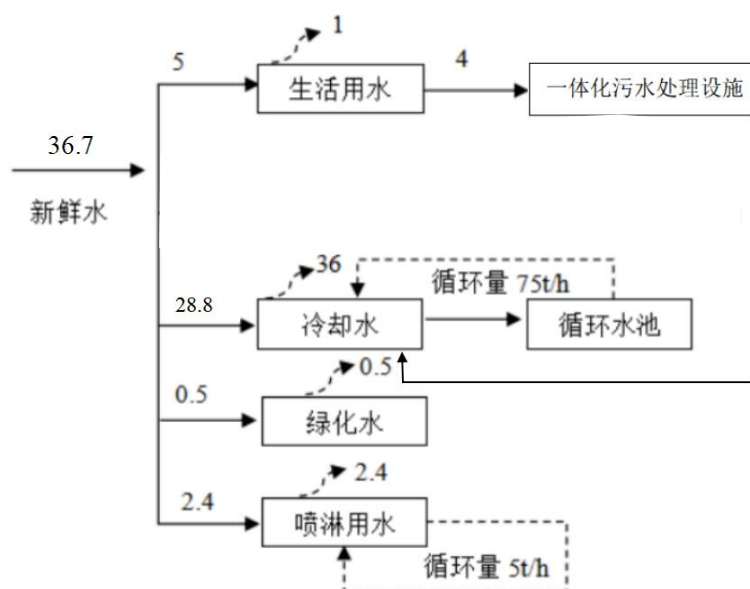 1
5
生活用水
4
一体化污水处理设施
36.7
新鲜水
36
循环量 75t/h
28.8
冷却水
循环水池
0.5
0.5
绿化水
2.4
2.4
喷淋用水
循环量 5t/h